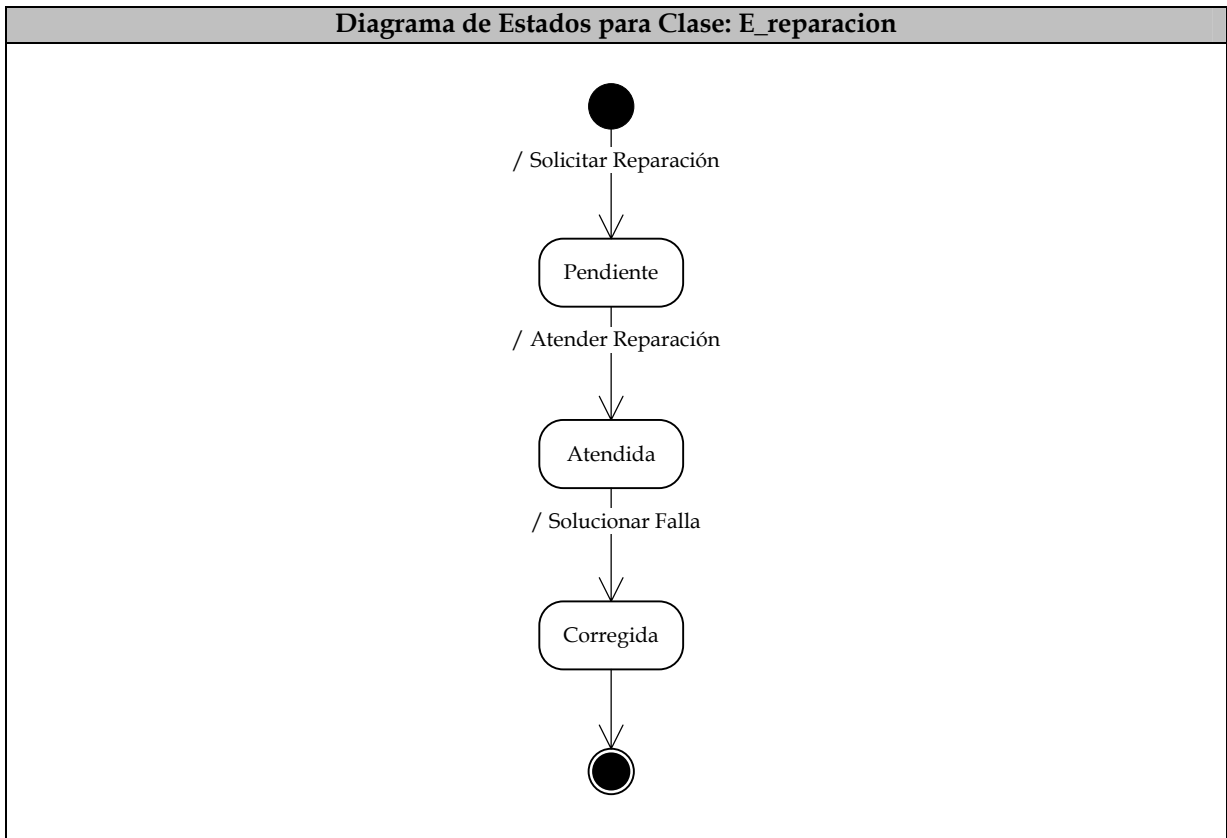 Diagrama de Estados para Clase: E_reparacion
/ Solicitar Reparación
Pendiente
/ Atender Reparación
Atendida
/ Solucionar Falla
Corregida